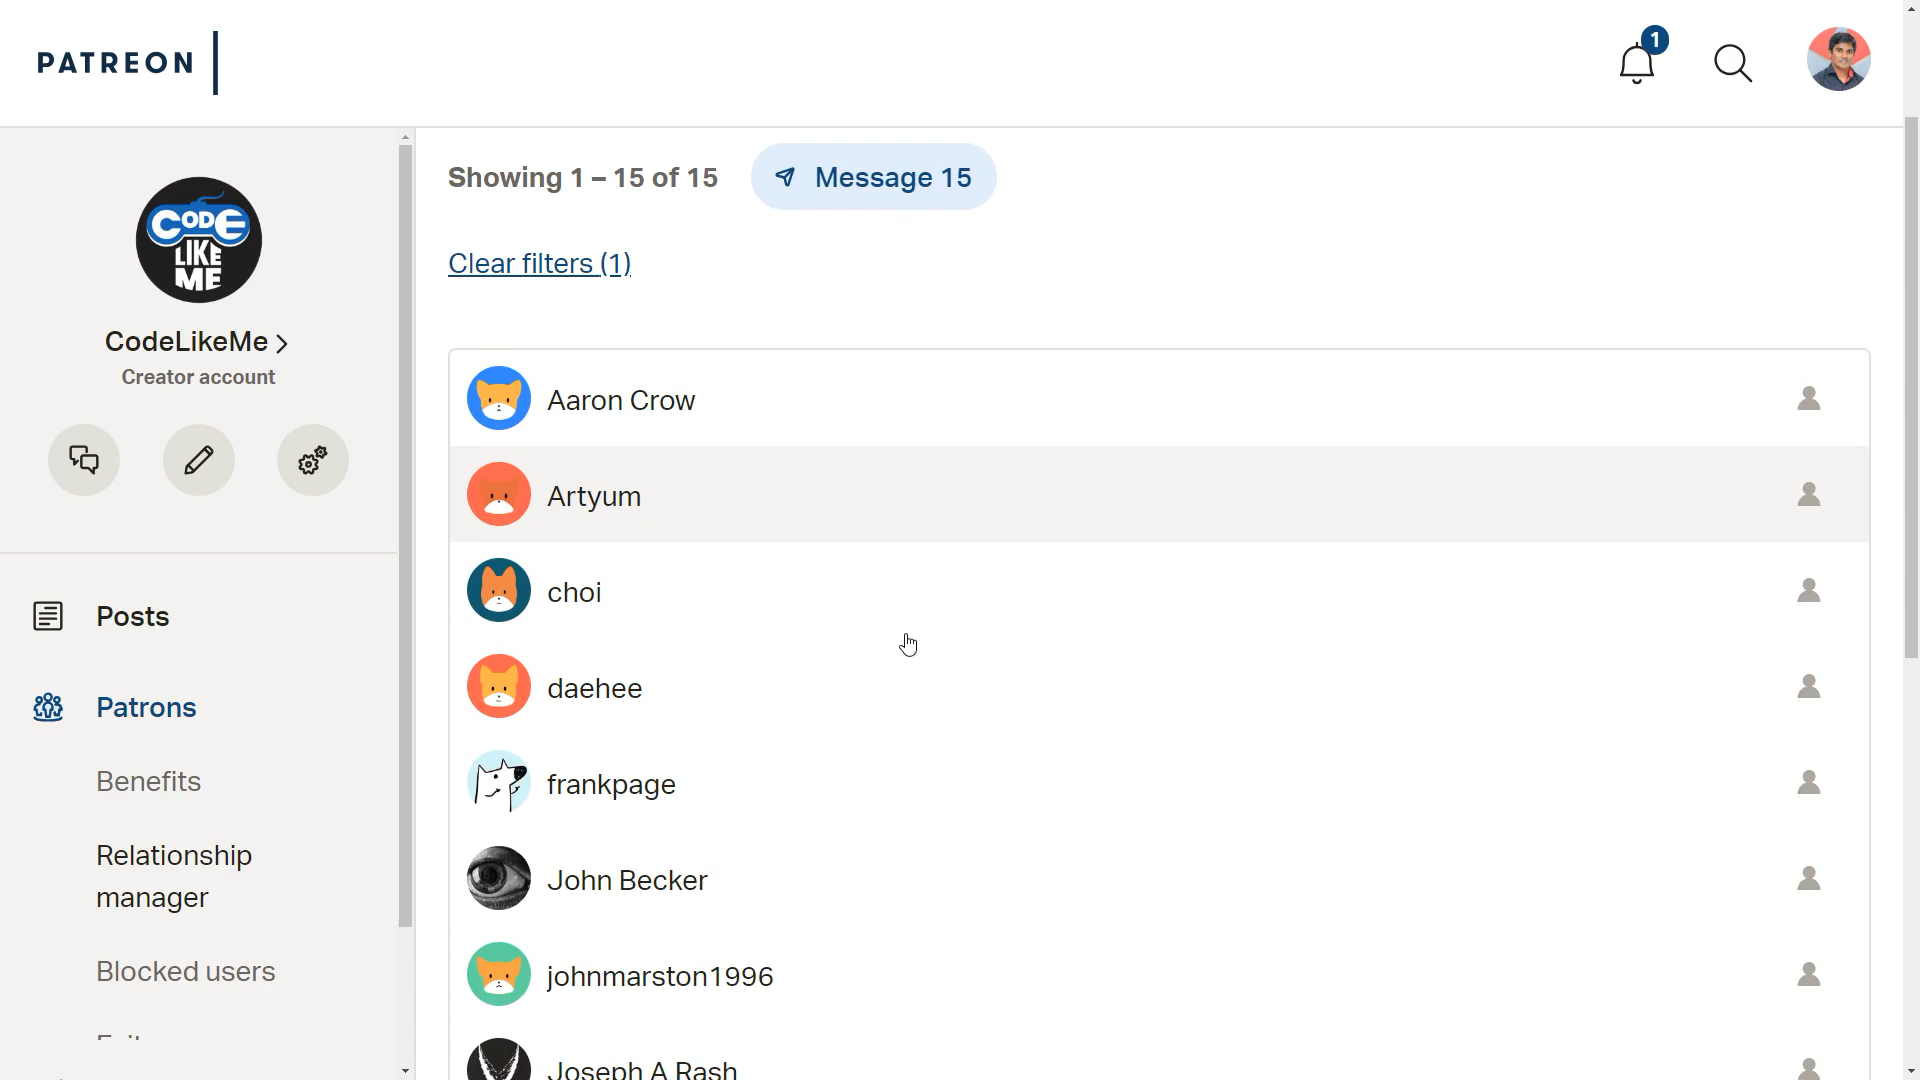 PATREON
1
CODE
LIKE
ME
CodeLikeMe
Creator account
Posts
Patrons
Benefits
Relationship
manager
Blocked users
Showing 1 – 15 of 15
Message 15
Clear filters (1)
Aaron Crow
Artyum
choi
daehee
frankpage
John Becker
johnmarston1996
Joseph A Rash